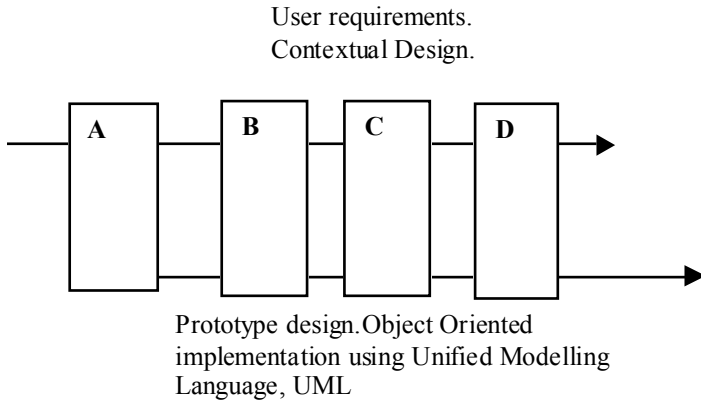 User requirements.
Contextual Design.
A
B
C
D
Prototype design.Object Oriented
implementation using Unified Modelling
Language, UML